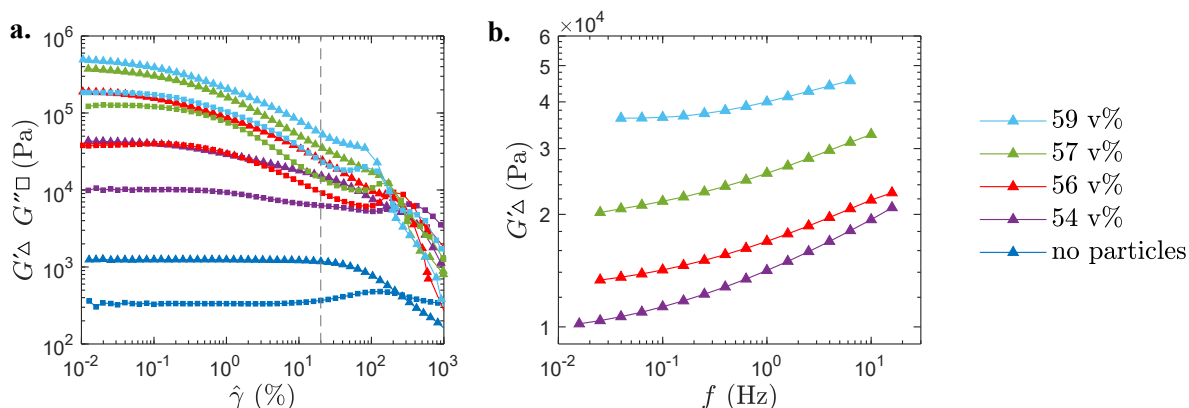 a.
G′△ G″□ (Pa)
10^6
10^5
10^4
10^3
10^2
10^-2
10^-1
10^0
10^1
10^2
10^3
γ̂ (%)
b.
×10^4
G′△ (Pa)
6
5
4
3
2
1
10^-2
10^-1
10^0
10^1
f (Hz)
59 v%
57 v%
56 v%
54 v%
no particles